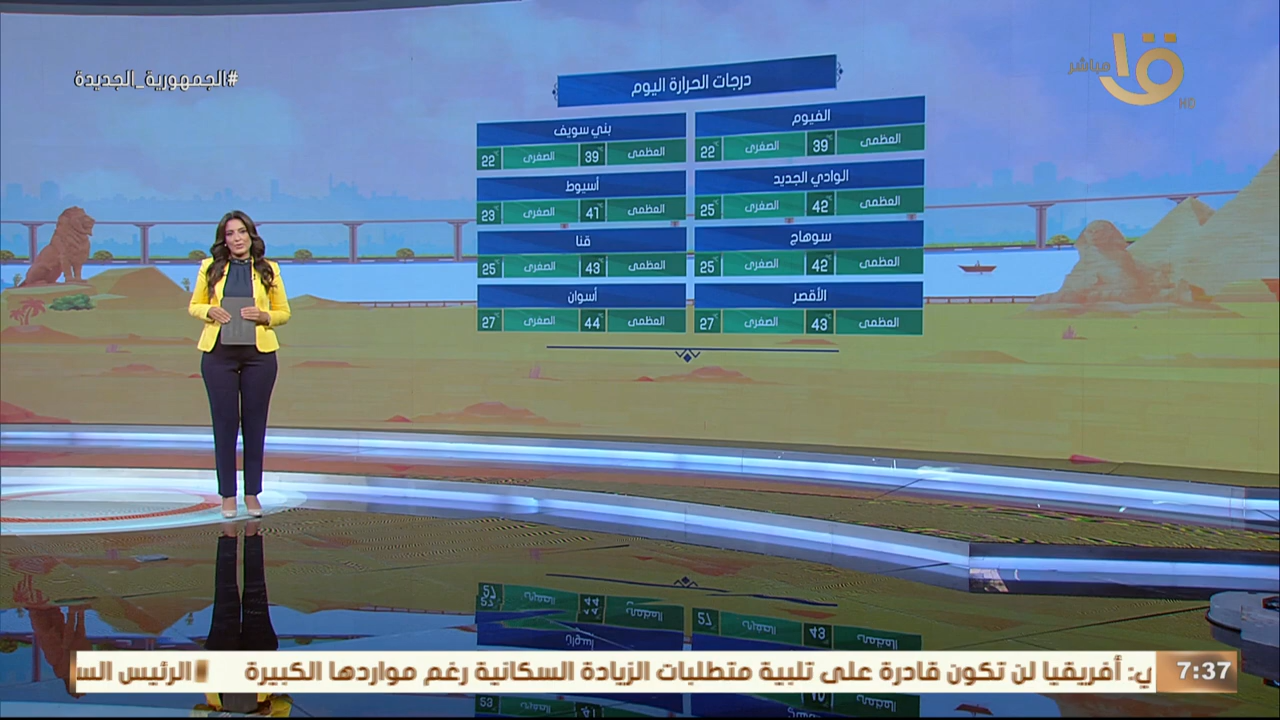 #الجمهورية_الجديدة
مباشر
HD
درجات الحرارة اليوم
الفيوم
العظمى 39 الصغرى 22
بني سويف
العظمى 39 الصغرى 22
الوادي الجديد
العظمى 42 الصغرى 25
أسيوط
العظمى 41 الصغرى 23
سوهاج
العظمى 42 الصغرى 25
قنا
العظمى 43 الصغرى 25
الأقصر
العظمى 43 الصغرى 27
أسوان
العظمى 44 الصغرى 27
7:37 ي: أفريقيا لن تكون قادرة على تلبية متطلبات الزيادة السكانية رغم مواردها الكبيرة الرئيس الس